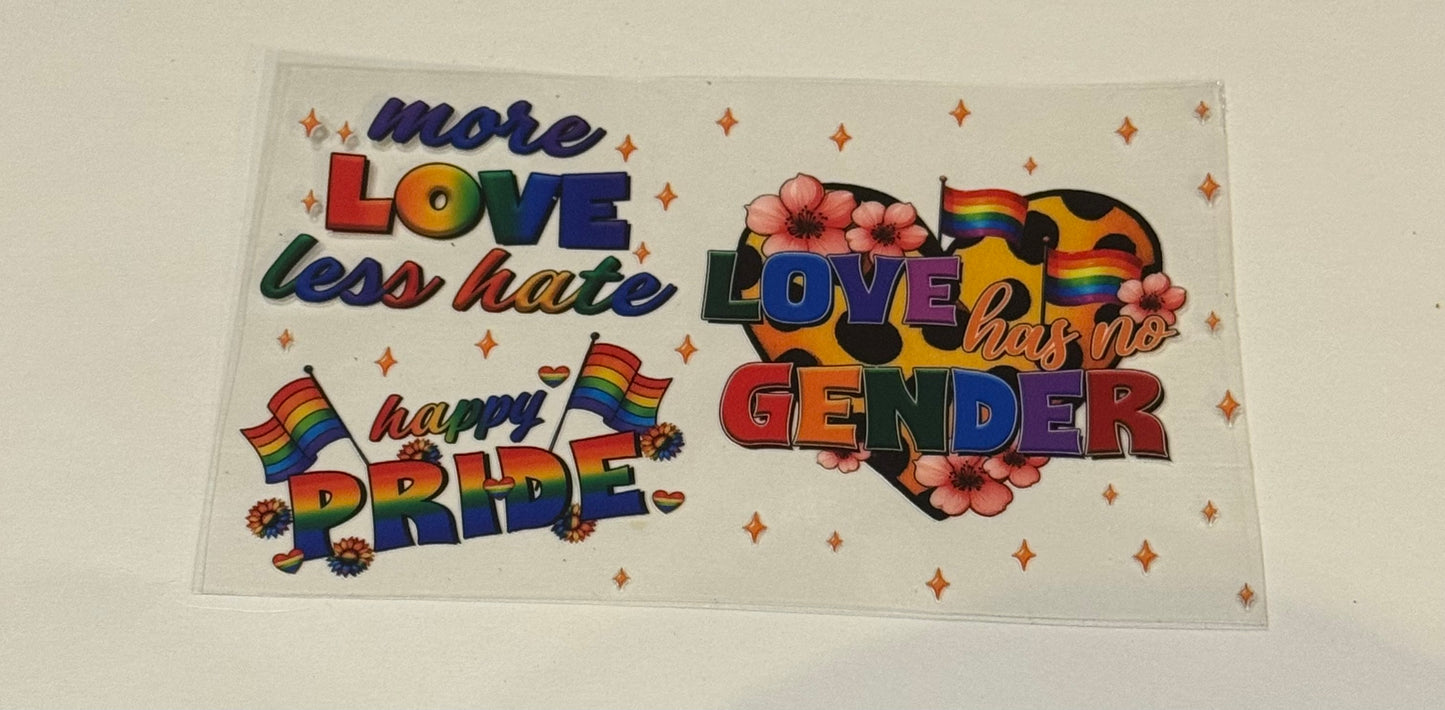 more
LOVE
less hate
happy
PRIDE
LOVE
has no
GENDER